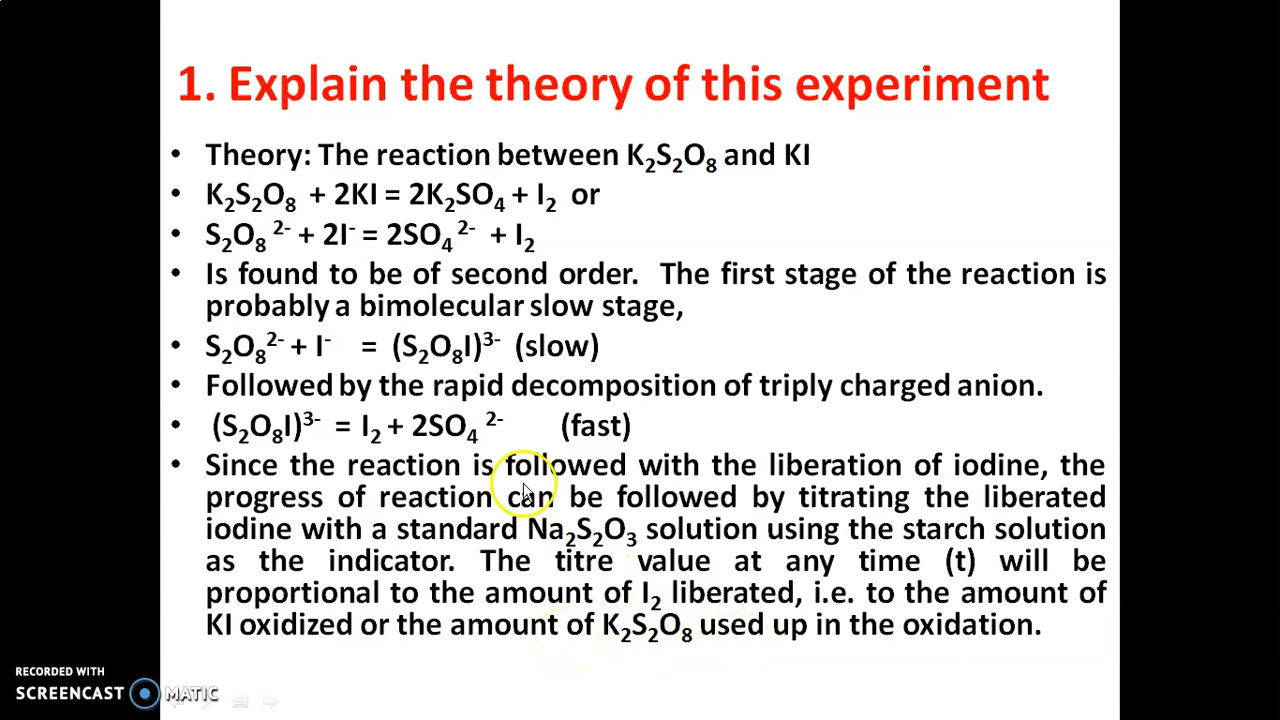 1. Explain the theory of this experiment
• Theory: The reaction between K₂S₂O₈ and KI
• K₂S₂O₈ + 2KI = 2K₂SO₄ + I₂ or
• S₂O₈ ²⁻ + 2I⁻ = 2SO₄ ²⁻ + I₂
• Is found to be of second order. The first stage of the reaction is
probably a bimolecular slow stage,
• S₂O₈²⁻ + I⁻ = (S₂O₈I)³⁻ (slow)
• Followed by the rapid decomposition of triply charged anion.
• (S₂O₈I)³⁻ = I₂ + 2SO₄ ²⁻ (fast)
• Since the reaction is followed with the liberation of iodine, the
progress of reaction can be followed by titrating the liberated
iodine with a standard Na₂S₂O₃ solution using the starch solution
as the indicator. The titre value at any time (t) will be
proportional to the amount of I₂ liberated, i.e. to the amount of
KI oxidized or the amount of K₂S₂O₈ used up in the oxidation.
RECORDED WITH
SCREENCAST MATIC